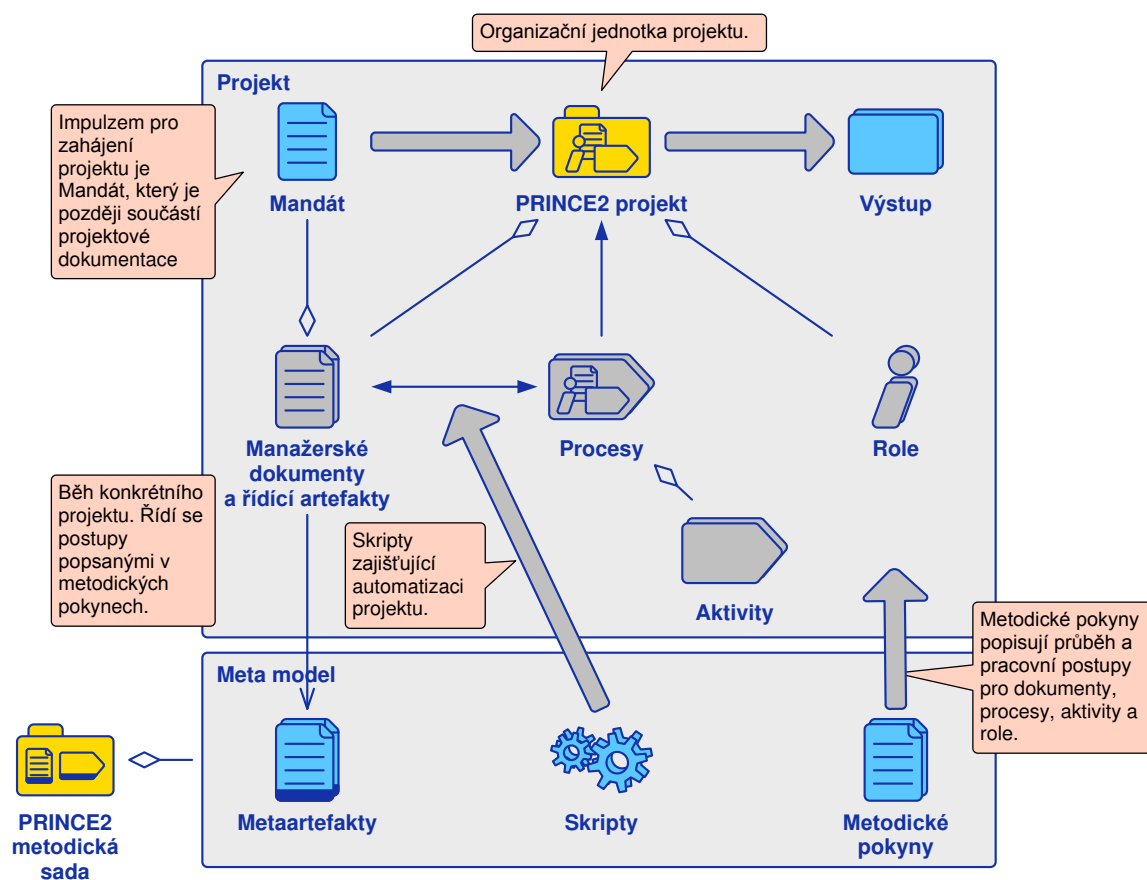 Organizační jednotka projektu.
Projekt
Impulzem pro
zahájení
projektu je
Mandát, který je
později součástí
projektové
dokumentace
Mandát
PRINCE2 projekt
Výstup
Manažerské
dokumenty
a řídící artefakty
Procesy
Role
Běh konkrétního
projektu. Řídí se
postupy
popsanými v
metodických
pokynech.
Skripty
zajišťující
automatizaci
projektu.
Aktivity
Metodické pokyny
popisují průběh a
pracovní postupy
pro dokumenty,
procesy, aktivity a
role.
Meta model
PRINCE2
metodická
sada
Metaartefakty
Skripty
Metodické
pokyny